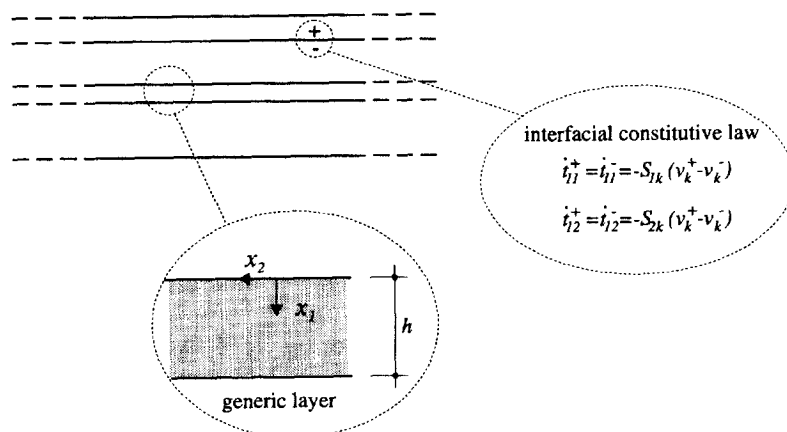 +
-
interfacial constitutive law
ṫ₁₁⁺ = ṫ₁₁⁻ = -S₁ₖ (vₖ⁺ - vₖ⁻)
ṫ₁₂⁺ = ṫ₁₂⁻ = -S₂ₖ (vₖ⁺ - vₖ⁻)
x₂
x₁
h
generic layer